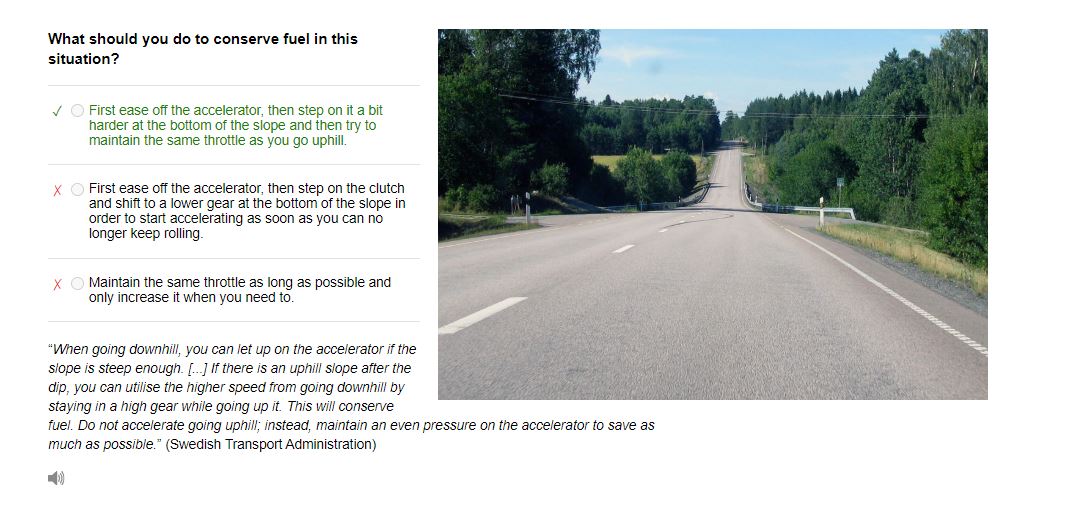 What should you do to conserve fuel in this
situation?
✓ First ease off the accelerator, then step on it a bit
harder at the bottom of the slope and then try to
maintain the same throttle as you go uphill.
X First ease off the accelerator, then step on the clutch
and shift to a lower gear at the bottom of the slope in
order to start accelerating as soon as you can no
longer keep rolling.
X Maintain the same throttle as long as possible and
only increase it when you need to.
“When going downhill, you can let up on the accelerator if the
slope is steep enough. [...] If there is an uphill slope after the
dip, you can utilise the higher speed from going downhill by
staying in a high gear while going up it. This will conserve
fuel. Do not accelerate going uphill; instead, maintain an even pressure on the accelerator to save as
much as possible.” (Swedish Transport Administration)